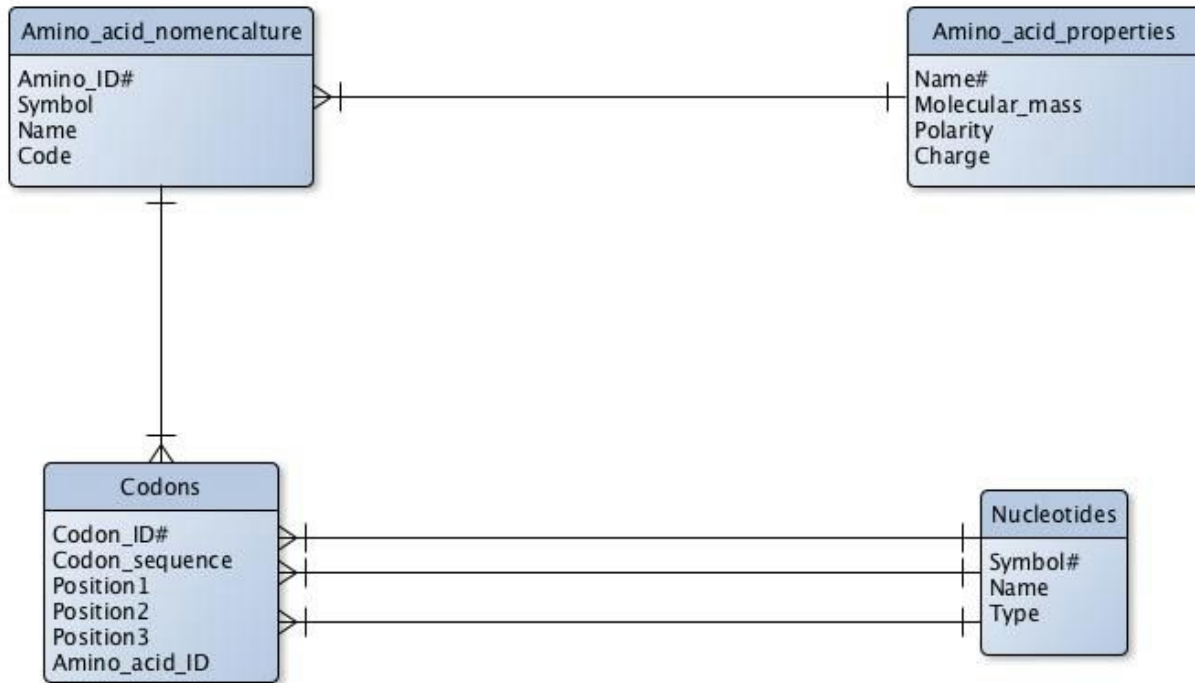 Amino_acid_nomencalture
Amino_ID#
Symbol
Name
Code
Amino_acid_properties
Name#
Molecular_mass
Polarity
Charge
Codons
Codon_ID#
Codon_sequence
Position1
Position2
Position3
Amino_acid_ID
Nucleotides
Symbol#
Name
Type